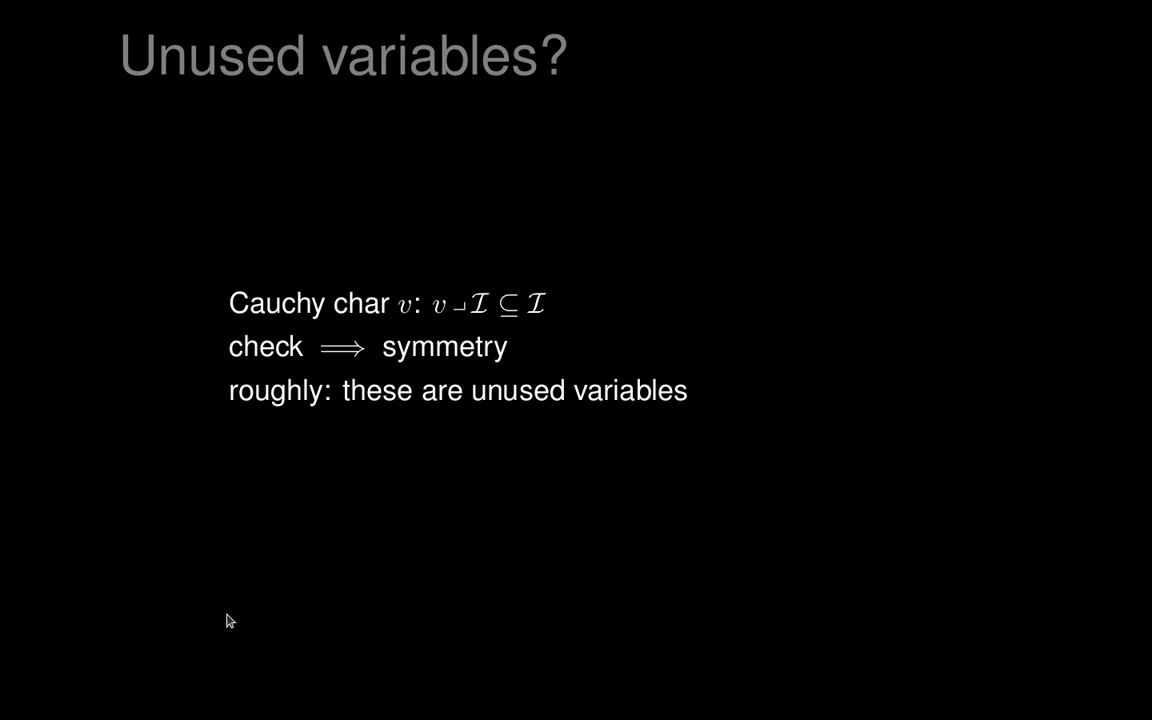 Unused variables?
Cauchy char v: v ⨼ ℐ ⊆ ℐ
check ⟹ symmetry
roughly: these are unused variables